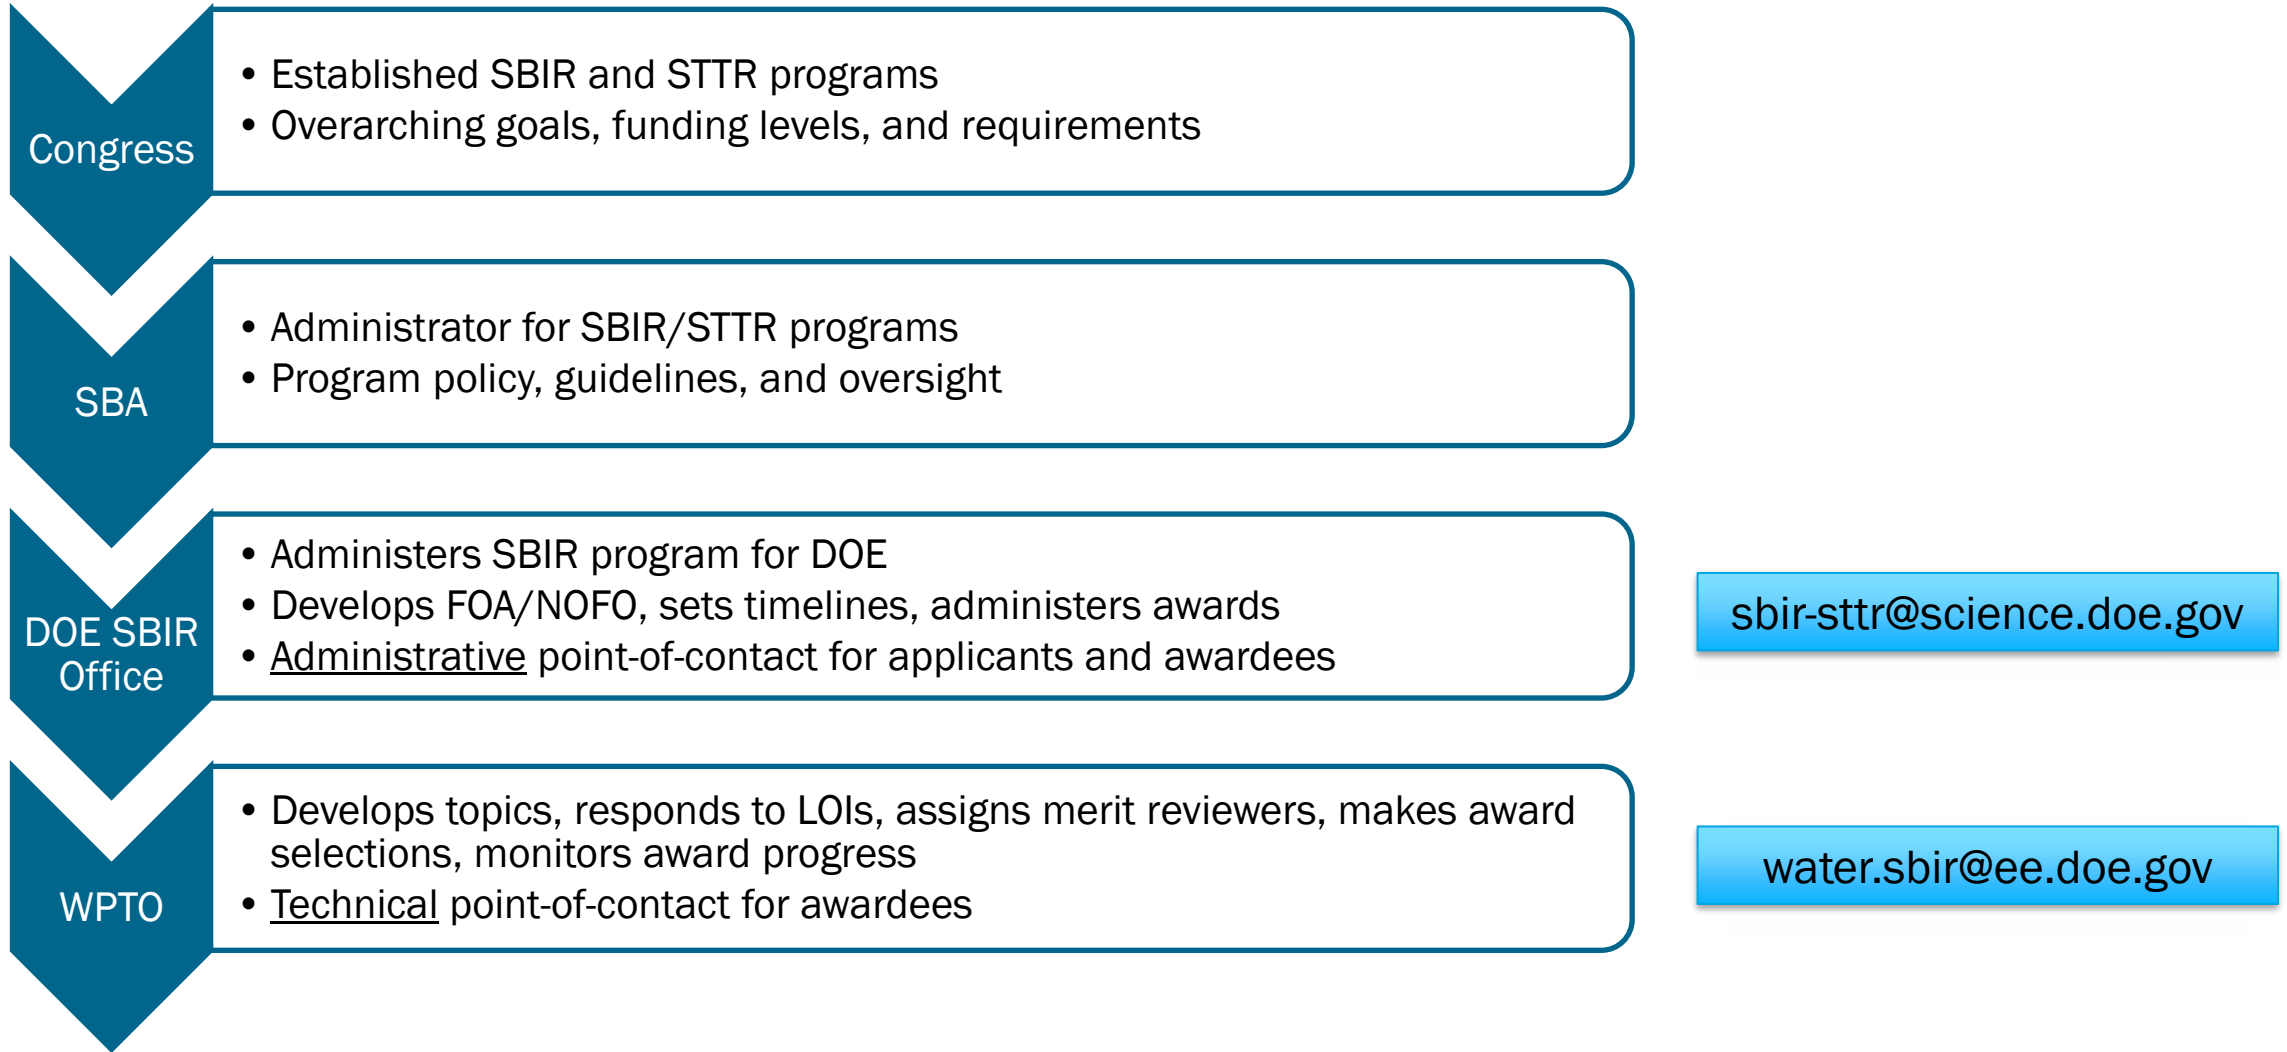 Congress
• Established SBIR and STTR programs
• Overarching goals, funding levels, and requirements
SBA
• Administrator for SBIR/STTR programs
• Program policy, guidelines, and oversight
DOE SBIR
Office
• Administers SBIR program for DOE
• Develops FOA/NOFO, sets timelines, administers awards
• Administrative point-of-contact for applicants and awardees
sbir-sttr@science.doe.gov
WPTO
• Develops topics, responds to LOIs, assigns merit reviewers, makes award
selections, monitors award progress
• Technical point-of-contact for awardees
water.sbir@ee.doe.gov